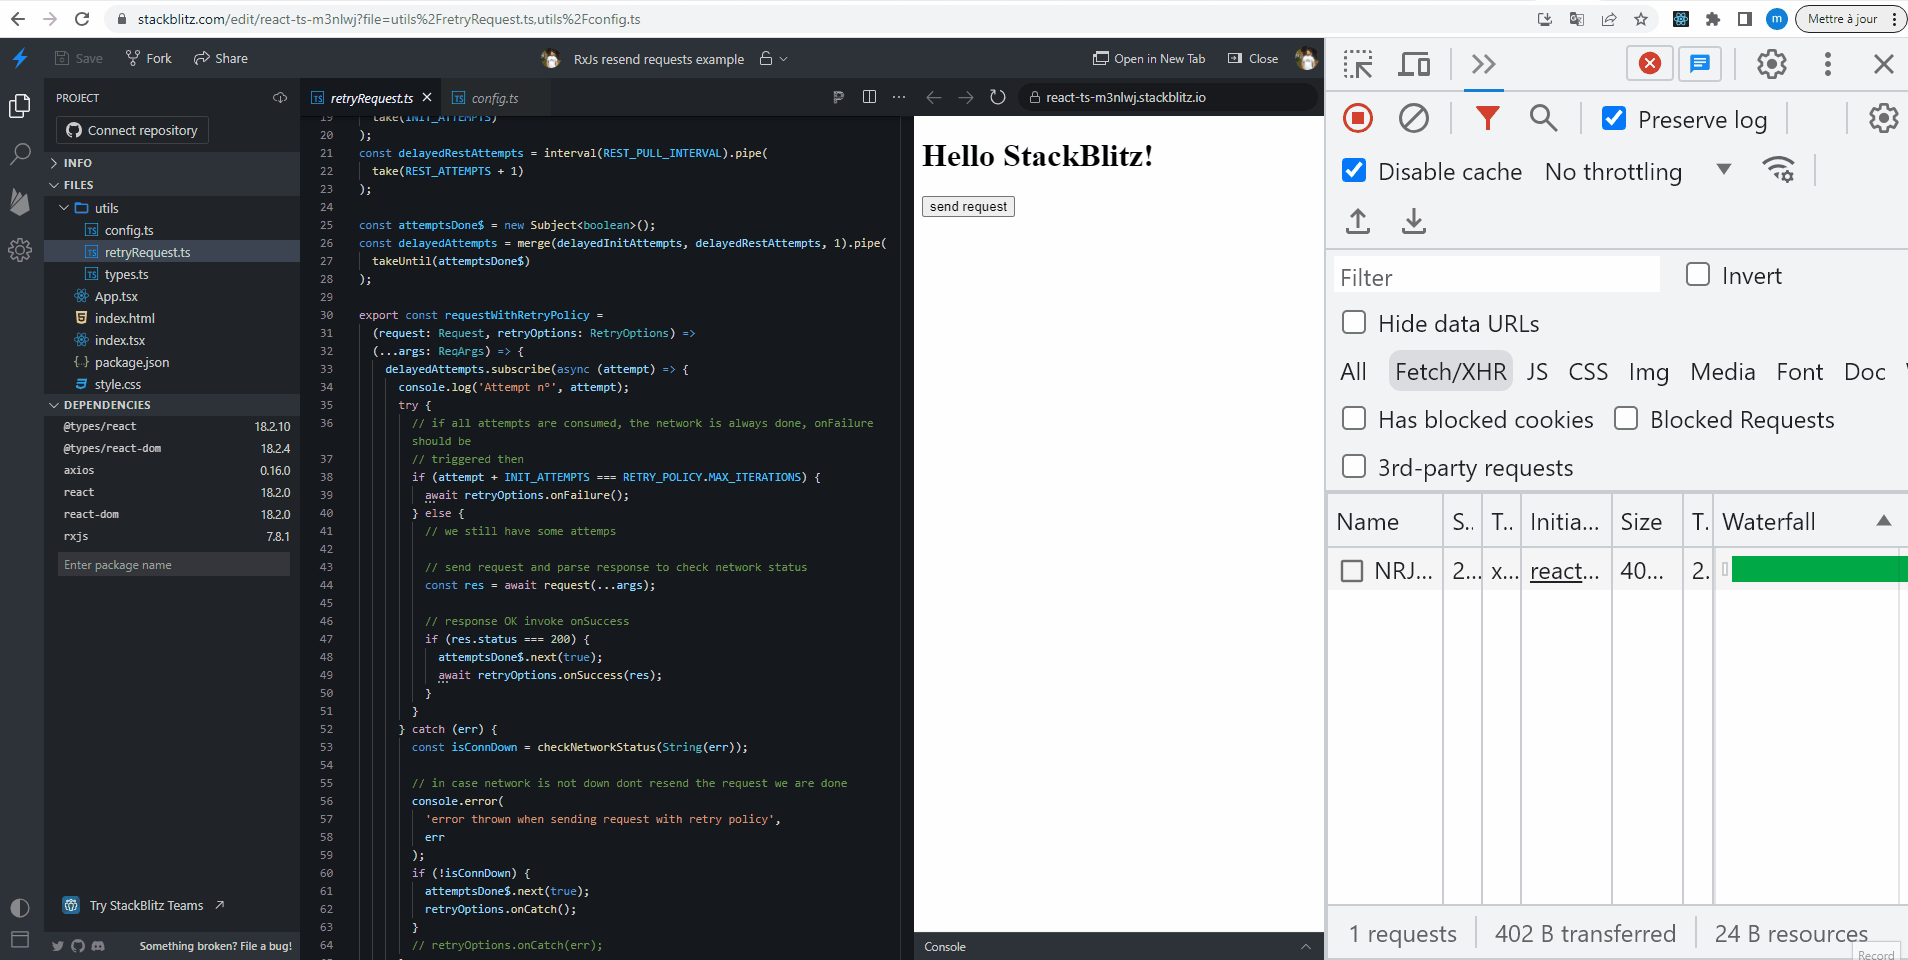 stackblitz.com/edit/react-ts-m3nlwj?file=utils%2FretryRequest.ts,utils%2Fconfig.ts
m
Mettre à jour
Save
Fork
Share
RxJs resend requests example
Open in New Tab
Close
PROJECT
Connect repository
INFO
FILES
utils
TS config.ts
TS retryRequest.ts
TS types.ts
App.tsx
index.html
index.tsx
{..} package.json
style.css
DEPENDENCIES
@types/react 18.2.10
@types/react-dom 18.2.4
axios 0.16.0
react 18.2.0
react-dom 18.2.0
rxjs 7.8.1
Enter package name
Try StackBlitz Teams
Something broken? File a bug!
TS retryRequest.ts
TS config.ts
19 take(INIT_ATTEMPTS)
20 );
21 const delayedRestAttempts = interval(REST_PULL_INTERVAL).pipe(
22 take(REST_ATTEMPTS + 1)
23 );
24
25 const attemptsDone$ = new Subject<boolean>();
26 const delayedAttempts = merge(delayedInitAttempts, delayedRestAttempts, 1).pipe(
27 takeUntil(attemptsDone$)
28 );
29
30 export const requestWithRetryPolicy =
31 (request: Request, retryOptions: RetryOptions) =>
32 (...args: ReqArgs) => {
33 delayedAttempts.subscribe(async (attempt) => {
34 console.log('Attempt n°', attempt);
35 try {
36 // if all attempts are consumed, the network is always done, onFailure
should be
37 // triggered then
38 if (attempt + INIT_ATTEMPTS === RETRY_POLICY.MAX_ITERATIONS) {
39 await retryOptions.onFailure();
40 } else {
41 // we still have some attemps
42
43 // send request and parse response to check network status
44 const res = await request(...args);
45
46 // response OK invoke onSuccess
47 if (res.status === 200) {
48 attemptsDone$.next(true);
49 await retryOptions.onSuccess(res);
50 }
51 }
52 } catch (err) {
53 const isConnDown = checkNetworkStatus(String(err));
54
55 // in case network is not down dont resend the request we are done
56 console.error(
57 'error thrown when sending request with retry policy',
58 err
59 );
60 if (!isConnDown) {
61 attemptsDone$.next(true);
62 retryOptions.onCatch();
63 }
64 // retryOptions.onCatch(err);
react-ts-m3nlwj.stackblitz.io
Hello StackBlitz!
send request
Console
Preserve log
Disable cache
No throttling
Filter
Invert
Hide data URLs
All Fetch/XHR JS CSS Img Media Font Doc
Has blocked cookies
Blocked Requests
3rd-party requests
Name S.. T.. Initia... Size T. Waterfall
NRJ... 2... x... react... 40... 2.
1 requests
402 B transferred
24 B resources
Record